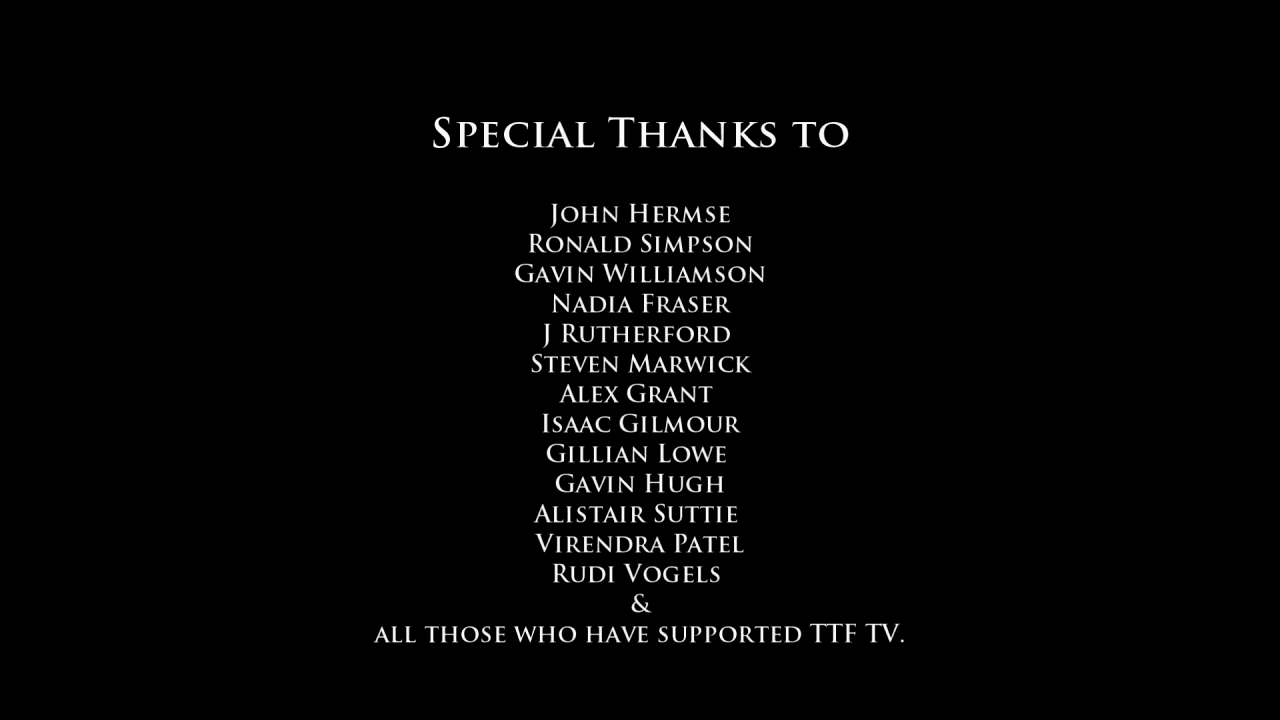 Special Thanks to
John Hermse
Ronald Simpson
Gavin Williamson
Nadia Fraser
J Rutherford
Steven Marwick
Alex Grant
Isaac Gilmour
Gillian Lowe
Gavin Hugh
Alistair Suttie
Virendra Patel
Rudi Vogels
&
all those who have supported TTF TV.